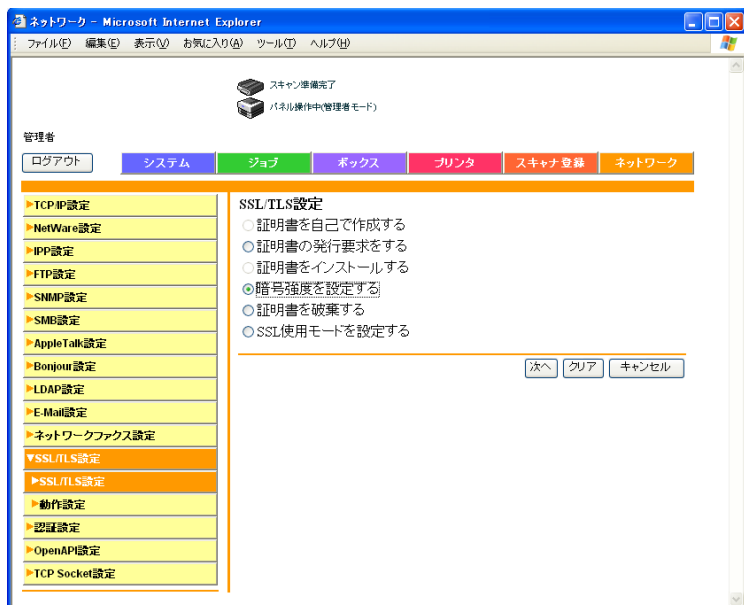 ネットワーク - Microsoft Internet Explorer
ファイル(F) 編集(E) 表示(V) お気に入り(A) ツール(T) ヘルプ(H)
スキャン準備完了
パネル操作中(管理者モード)
管理者
ログアウト システム ジョブ ボックス プリンタ スキャナ登録 ネットワーク
▶TCP/IP設定
▶NetWare設定
▶IPP設定
▶FTP設定
▶SNMP設定
▶SMB設定
▶AppleTalk設定
▶Bonjour設定
▶LDAP設定
▶E-Mail設定
▶ネットワークファクス設定
▼SSL/TLS設定
▶SSL/TLS設定
▶動作設定
▶認証設定
▶OpenAPI設定
▶TCP Socket設定
SSL/TLS設定
証明書を自己で作成する
証明書の発行要求をする
証明書をインストールする
暗号強度を設定する
証明書を破棄する
SSL使用モードを設定する
次へ クリア キャンセル